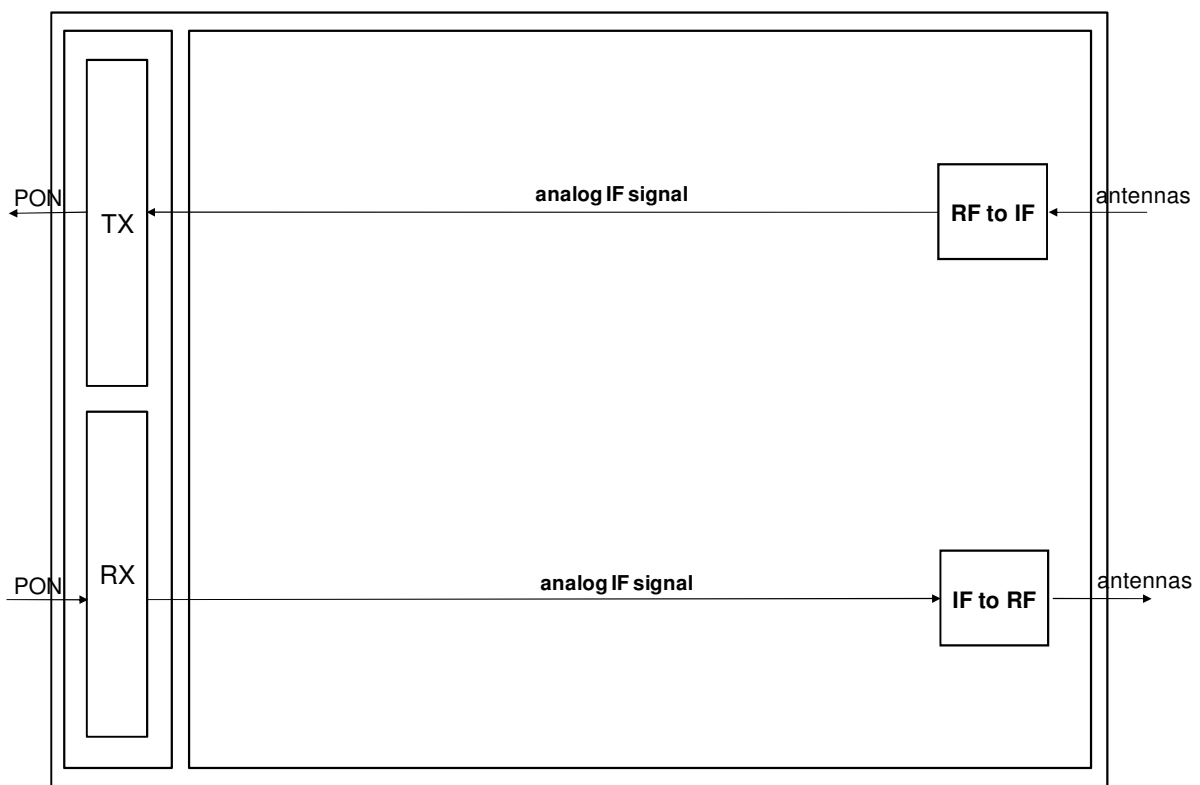 analog IF signal
PON
antennas
TX
RF to IF
analog IF signal
PON
RX
antennas
IF to RF